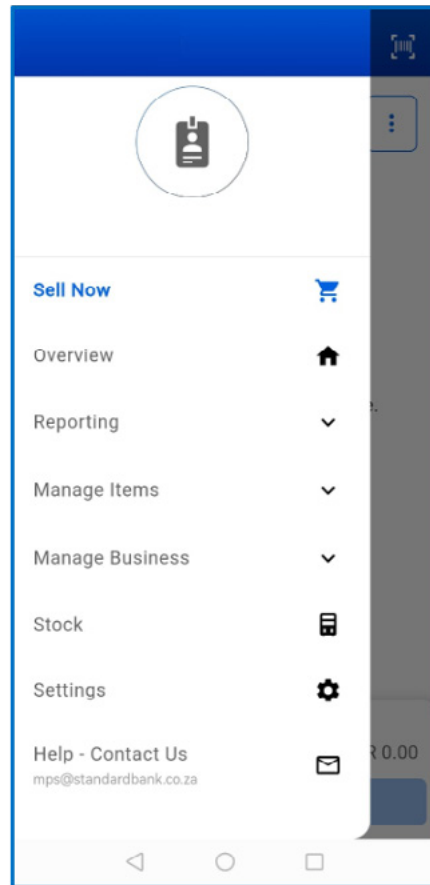 Sell Now
Overview
e.
Reporting
Manage Items
Manage Business
Stock
Settings
Help - Contact Us
R 0.00
mps@standardbank.co.za